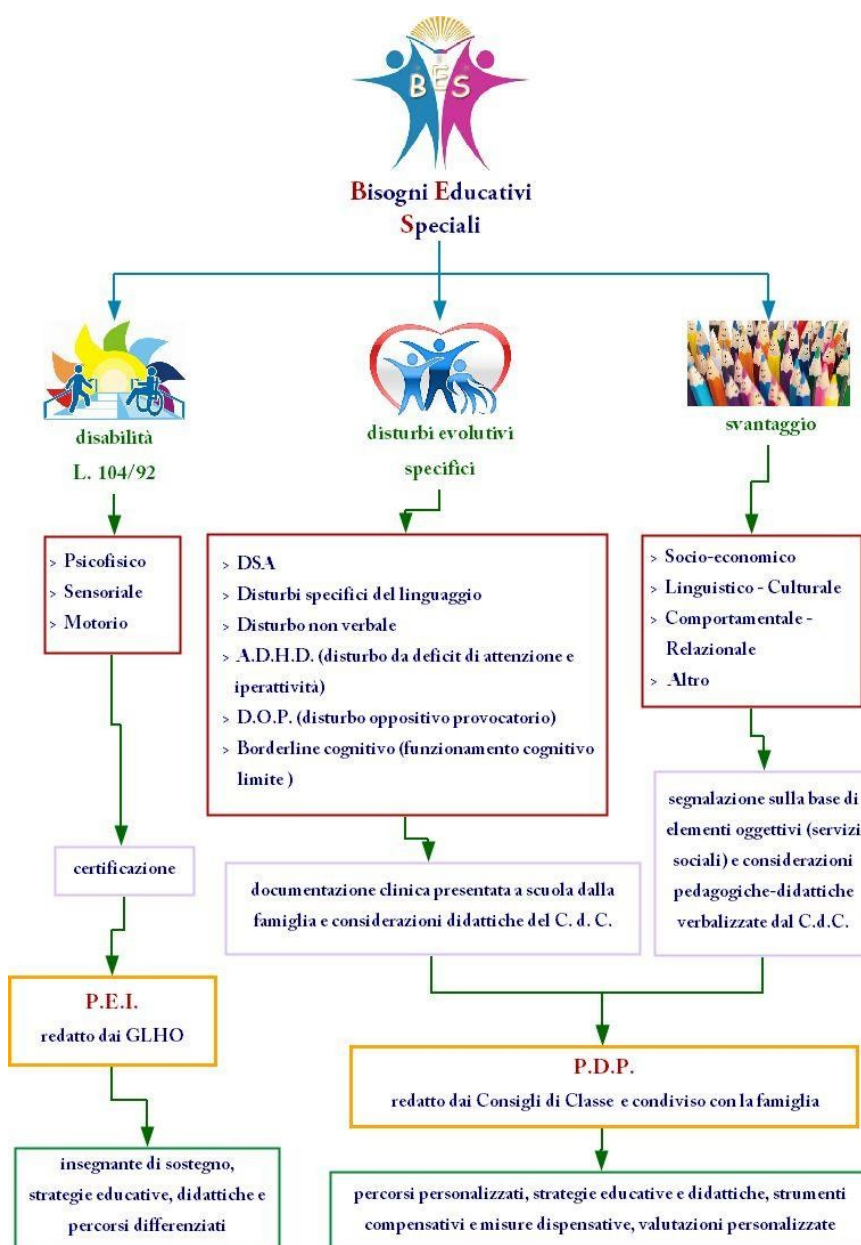 BES
Bisogni Educativi
Speciali
disabilità
L. 104/92
disturbi evolutivi
specifici
svantaggio
> Psicofisico
> Sensoriale
> Motorio
> DSA
> Disturbi specifici del linguaggio
> Disturbo non verbale
> A.D.H.D. (disturbo da deficit di attenzione e
iperattività)
> D.O.P. (disturbo oppositivo provocatorio)
> Borderline cognitivo (funzionamento cognitivo
limite )
> Socio-economico
> Linguistico - Culturale
> Comportamentale -
Relazionale
> Altro
certificazione
documentazione clinica presentata a scuola dalla
famiglia e considerazioni didattiche del C. d. C.
segnalazione sulla base di
elementi oggettivi (servizi
sociali) e considerazioni
pedagogiche-didattiche
verbalizzate dal C.d.C.
P.E.I.
redatto dai GLHO
P.D.P.
redatto dai Consigli di Classe e condiviso con la famiglia
insegnante di sostegno,
strategie educative, didattiche e
percorsi differenziati
percorsi personalizzati, strategie educative e didattiche, strumenti
compensativi e misure dispensative, valutazioni personalizzate